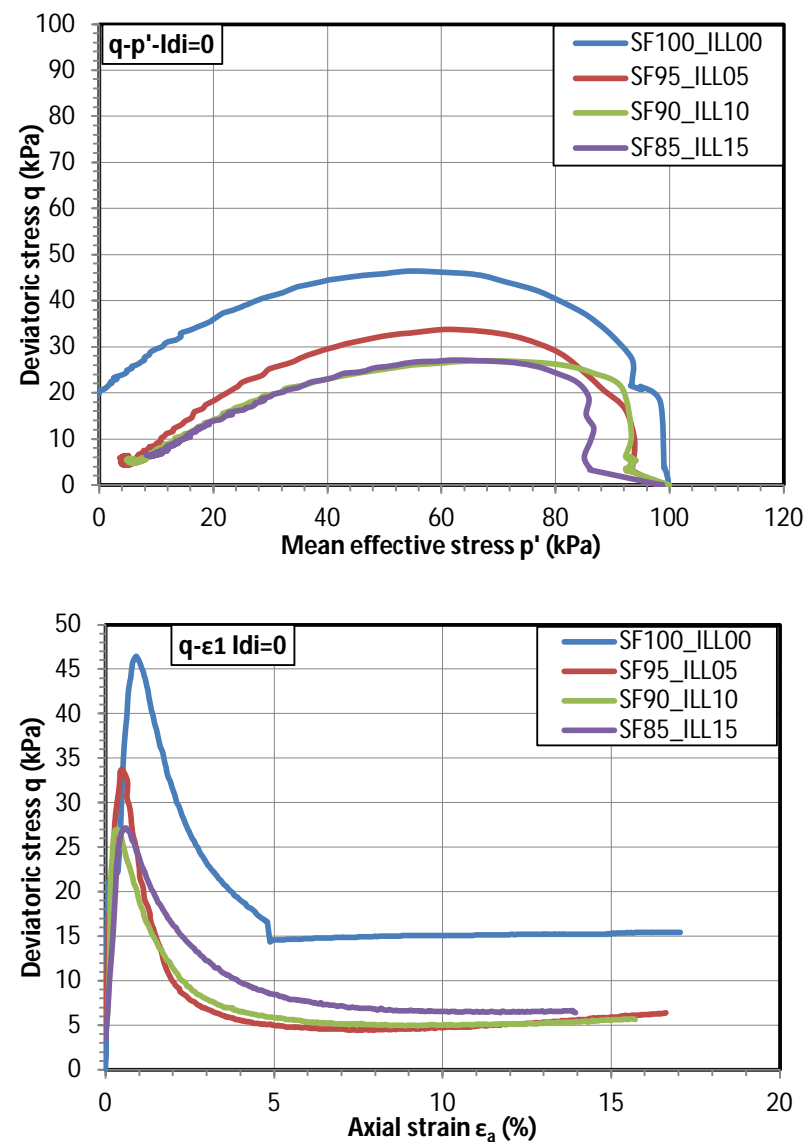 q-p'-Idi=0
SF100_ILL00
SF95_ILL05
SF90_ILL10
SF85_ILL15
Deviatoric stress q (kPa)
100
90
80
70
60
50
40
30
20
10
0
0 20 40 60 80 100 120
Mean effective stress p' (kPa)
q-ε1 Idi=0
SF100_ILL00
SF95_ILL05
SF90_ILL10
SF85_ILL15
Deviatoric stress q (kPa)
50
45
40
35
30
25
20
15
10
5
0
0 5 10 15 20
Axial strain εa (%)